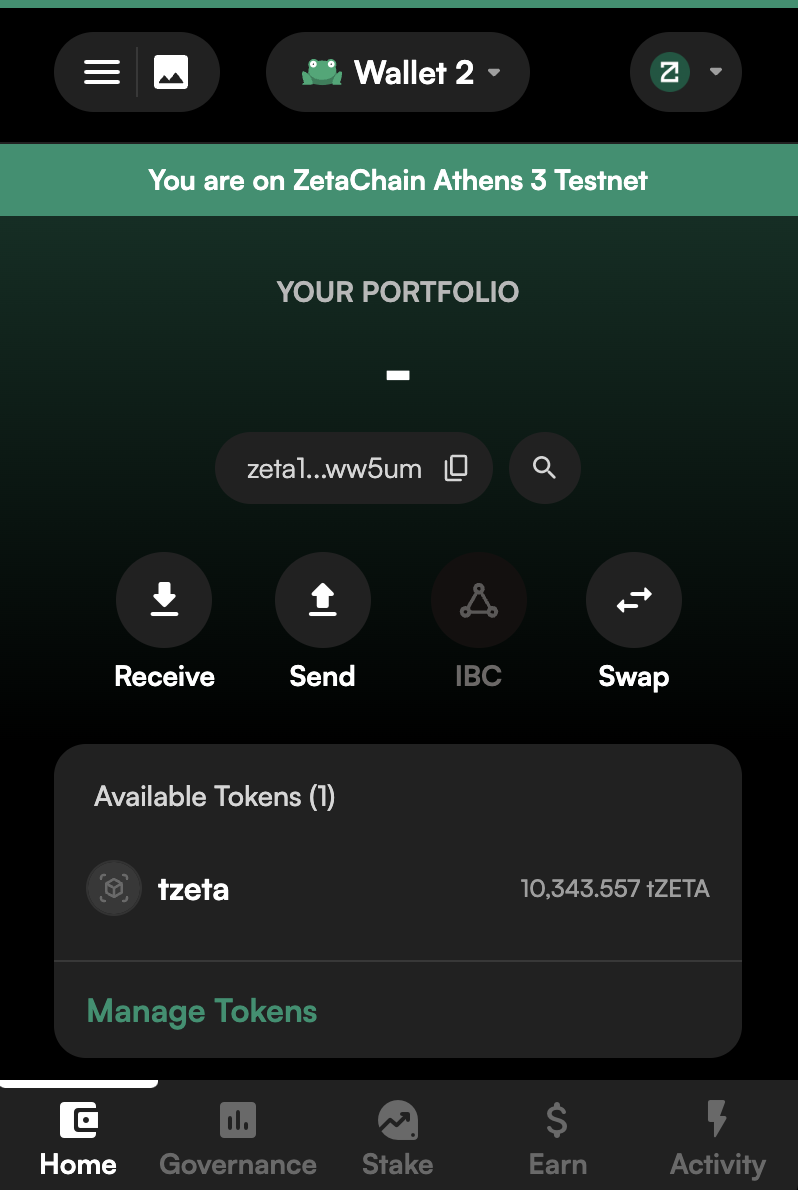 Wallet 2
You are on ZetaChain Athens 3 Testnet
YOUR PORTFOLIO
-
zeta1...ww5um
Receive Send IBC Swap
Available Tokens (1)
tzeta 10,343.557 tZETA
Manage Tokens
Home Governance Stake Earn Activity